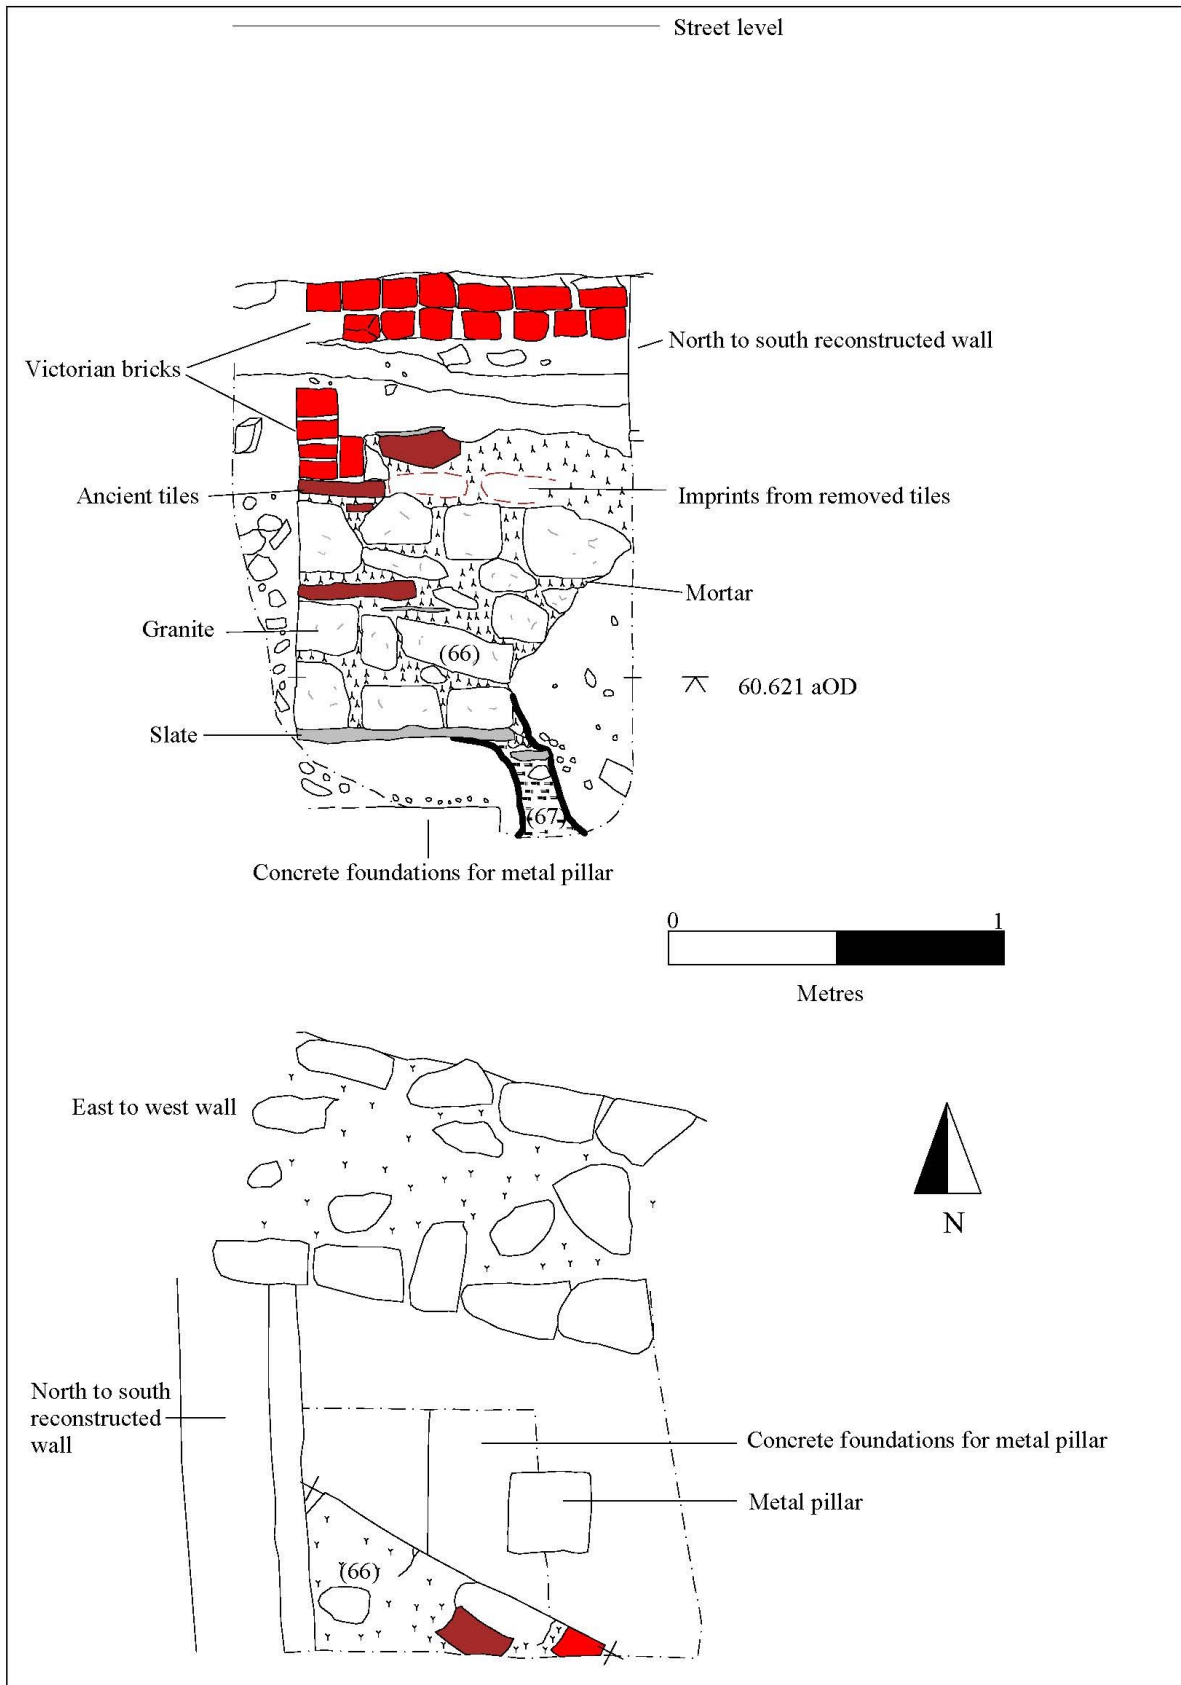 Street level
North to south reconstructed wall
Victorian bricks
Ancient tiles
Imprints from removed tiles
Mortar
Granite
(66)
60.621 aOD
Slate
(67)
Concrete foundations for metal pillar
0 1
Metres
East to west wall
N
North to south
reconstructed
wall
Concrete foundations for metal pillar
Metal pillar
(66)